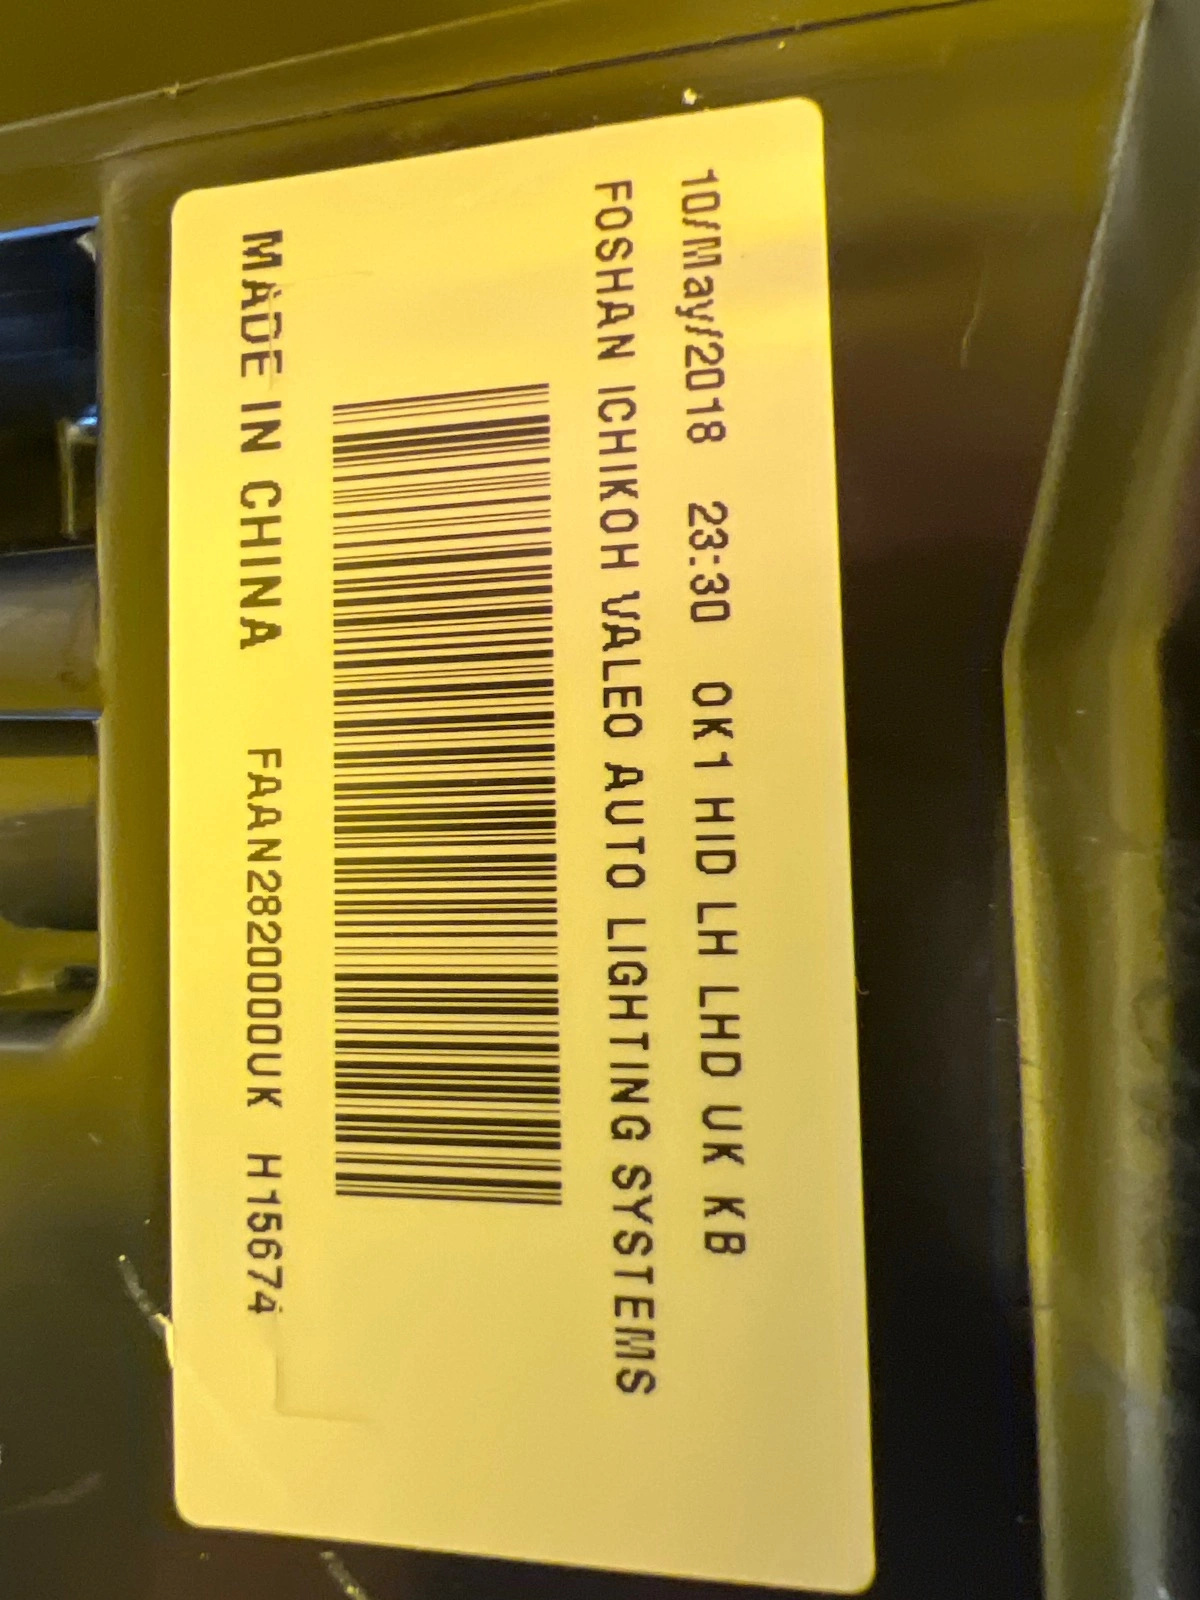 10/May/2018 23:30 OK1 HID LH LHD UK KB
FOSHAN ICHIKOH VALEO AUTO LIGHTING SYSTEMS
MADE IN CHINA FAAN2820000UK H15674